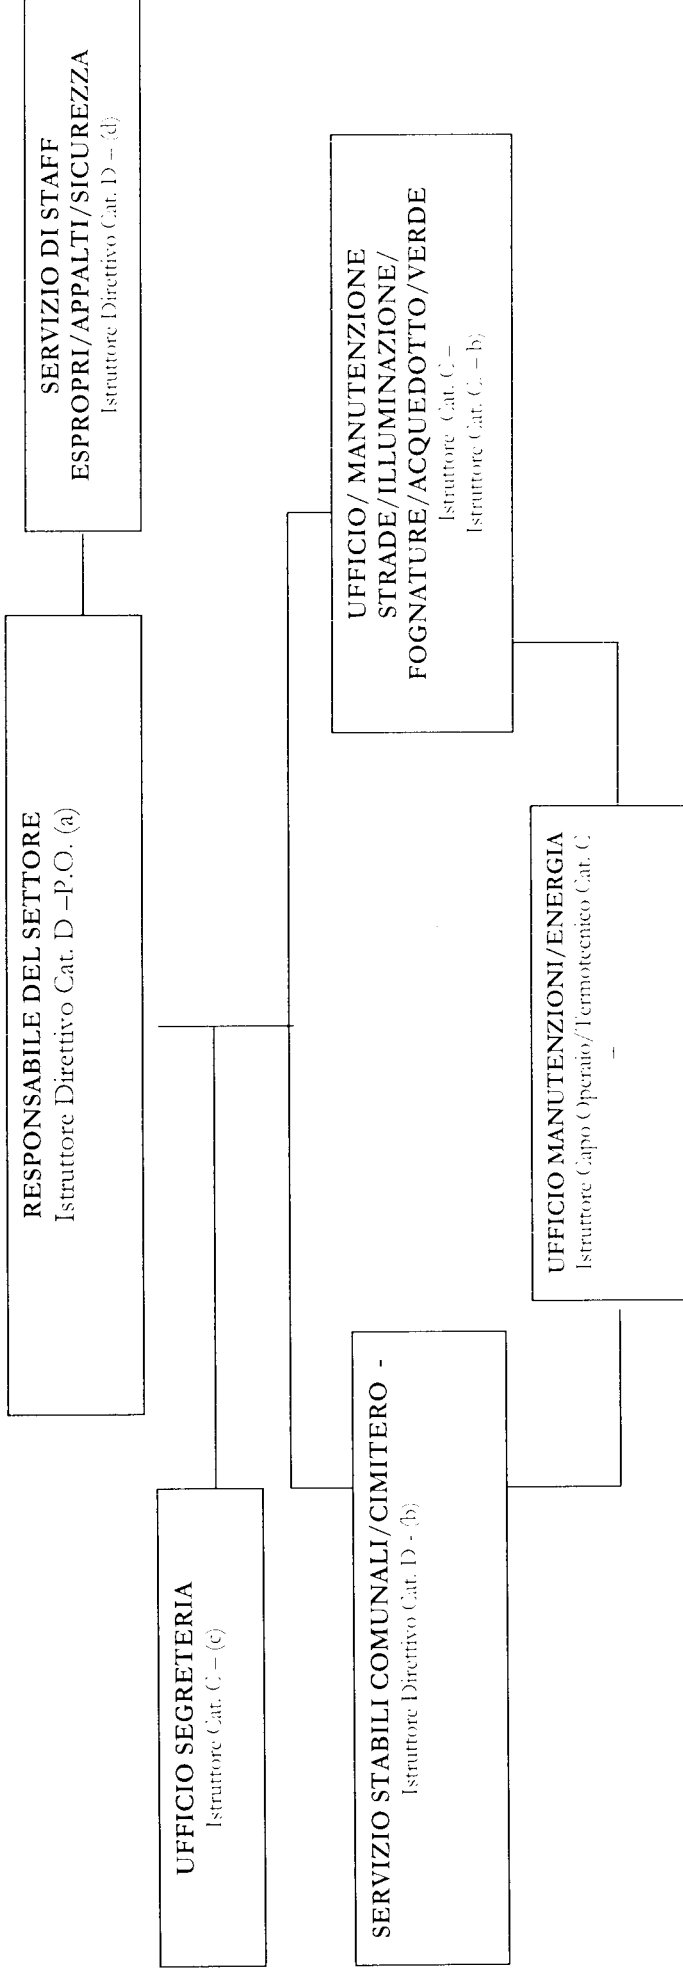 RESPONSABILE DEL SETTORE
Istruttore Direttivo Cat. D –P.O. (a)
SERVIZIO DI STAFF
ESPROPRI/APPALTI/SICUREZZA
Istruttore Direttivo Cat. D – (d)
UFFICIO SEGRETERIA
Istruttore Cat. C – (c)
SERVIZIO STABILI COMUNALI/CIMITERO -
Istruttore Direttivo Cat. D - (b)
UFFICIO/ MANUTENZIONE
STRADE/ILLUMINAZIONE/
FOGNATURE/ACQUEDOTTO/VERDE
Istruttore Cat. C –
Istruttore Cat. C. – b)
UFFICIO MANUTENZIONI/ENERGIA
Istruttore Capo Operaio/Termotecnico Cat. C
–